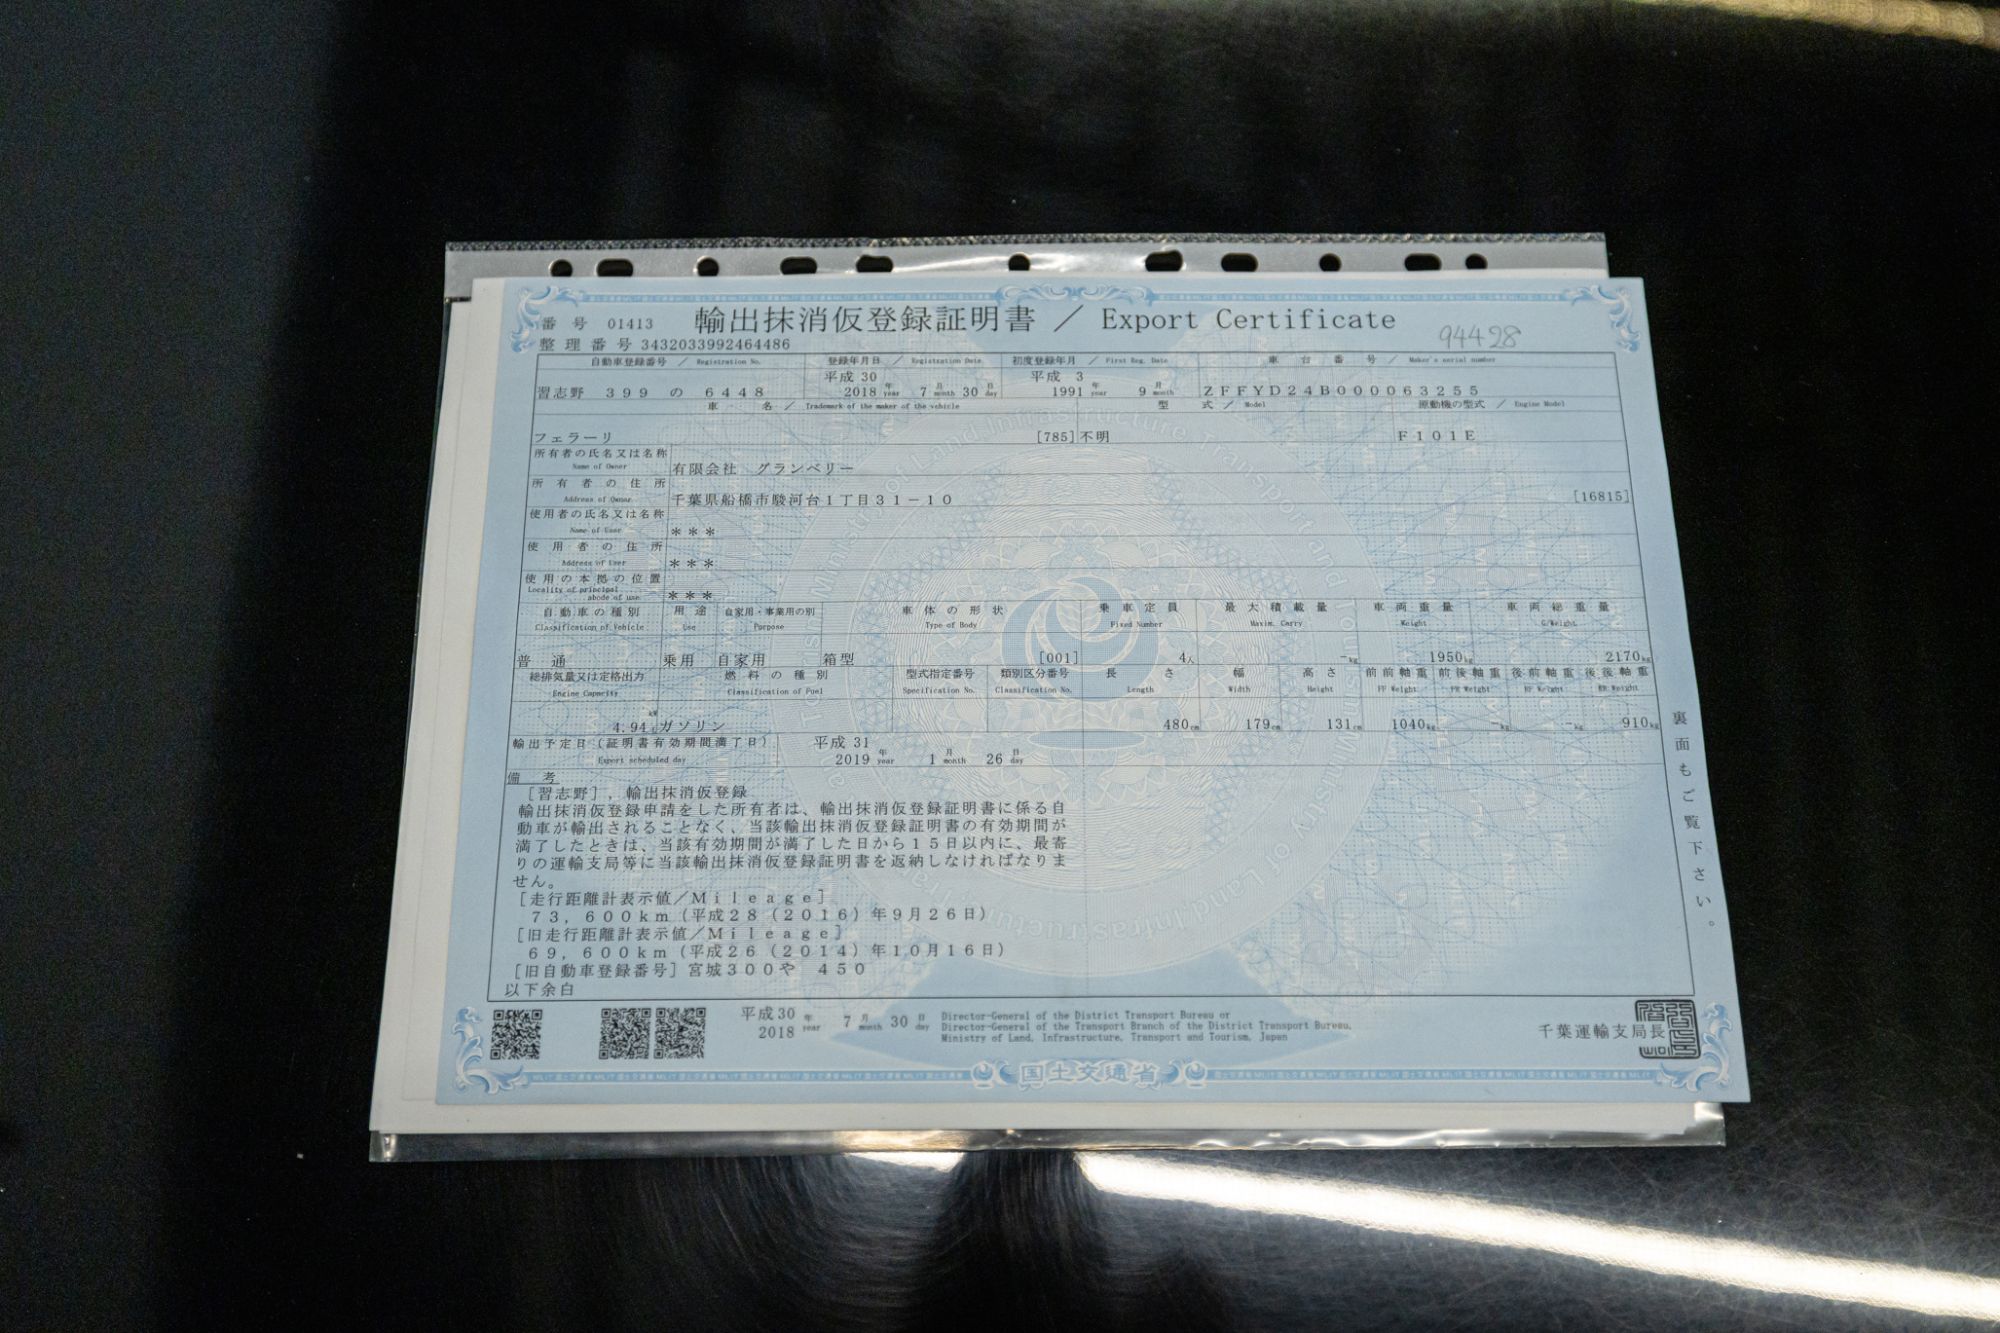 番号 01413 輸出抹消仮登録証明書 / Export Certificate 94428
整理番号 3432033992464486
自動車登録番号 / Registration No. 登録年月日 / Registration Date 初度登録年月 / First Reg. Date 車台番号 / Maker's serial number
平成 30 平成 3
習志野 399 の 6448 2018 年 year 7 月 month 30 日 day 1991 年 year 9 月 month ZFFYD24B000063255
車名 / Trademark of the maker of the vehicle 型式 / Model 原動機の型式 / Engine Model
フェラーリ [785] 不明 F101E
所有者の氏名又は名称 Name of Owner 有限会社 グランベリー
所有者の住所 Address of Owner 千葉県船橋市駿河台1丁目31-10 [16815]
使用者の氏名又は名称 Name of User ***
使用者の住所 Address of User ***
使用の本拠の位置 Locality of principal abode of use ***
自動車の種別 用途 自家用・事業用の別 車体の形状 乗車定員 最大積載量 車両重量 車両総重量
Classification of Vehicle Use Purpose Type of Body Fixed Number Maxim. Carry Weight G/Weight
普通 乗用 自家用 箱型 [001] 4人 -kg 1950kg 2170kg
総排気量又は定格出力 燃料の種別 型式指定番号 類別区分番号 長さ 幅 高さ 前前軸重 前後軸重 後前軸重 後後軸重
Engine Capacity Classification of Fuel Specification No. Classification No. Length Width Height FF Weight FR Weight RF Weight RR Weight
kW
4.94 ℓ ガソリン 480cm 179cm 131cm 1040kg -kg -kg 910kg
輸出予定日(証明書有効期間満了日) 平成 31
Export scheduled day 2019 年 year 1 月 month 26 日 day
備考
[習志野], 輸出抹消仮登録
輸出抹消仮登録申請をした所有者は、輸出抹消仮登録証明書に係る自
動車が輸出されることなく、当該輸出抹消仮登録証明書の有効期間が
満了したときは、当該有効期間が満了した日から15日以内に、最寄
りの運輸支局等に当該輸出抹消仮登録証明書を返納しなければなりま
せん。
[走行距離計表示値/Mileage]
73,600km(平成28(2016)年9月26日)
[旧走行距離計表示値/Mileage]
69,600km(平成26(2014)年10月16日)
[旧自動車登録番号]宮城300や 450
以下余白
裏面もご覧下さい。
平成 30 年 7 月 30 日
2018 year month day
Director-General of the District Transport Bureau or
Director-General of the Transport Branch of the District Transport Bureau,
Ministry of Land, Infrastructure, Transport and Tourism, Japan
千葉運輸支局長
国土交通省